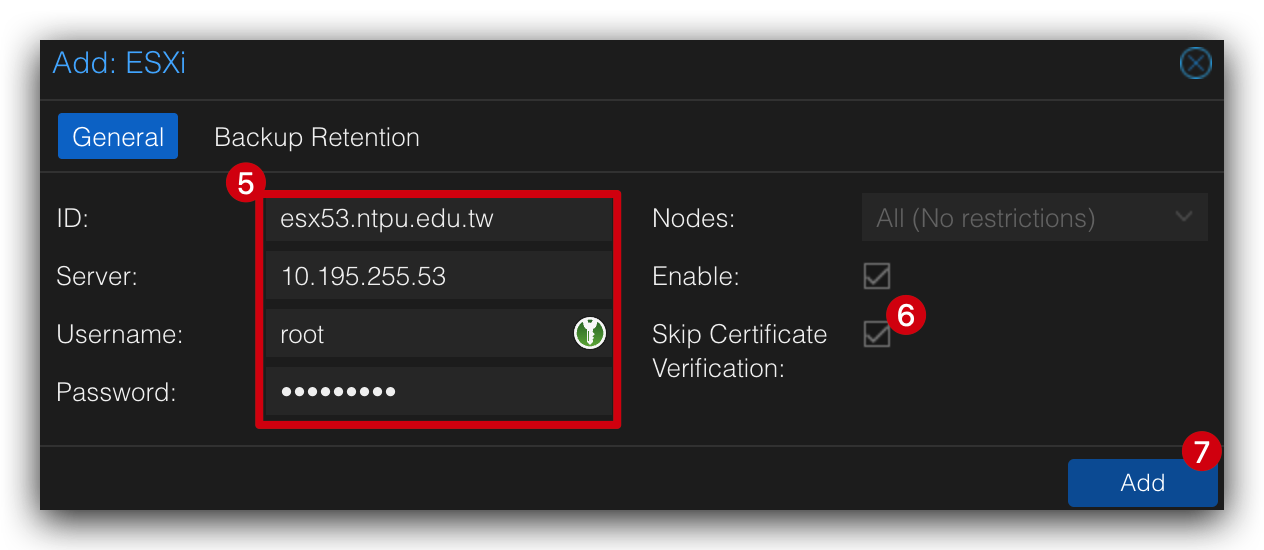 Add: ESXi
General Backup Retention
5
ID: esx53.ntpu.edu.tw Nodes: All (No restrictions)
Server: 10.195.255.53 Enable:
6
Username: root Skip Certificate
Verification:
Password: •••••••••
7
Add